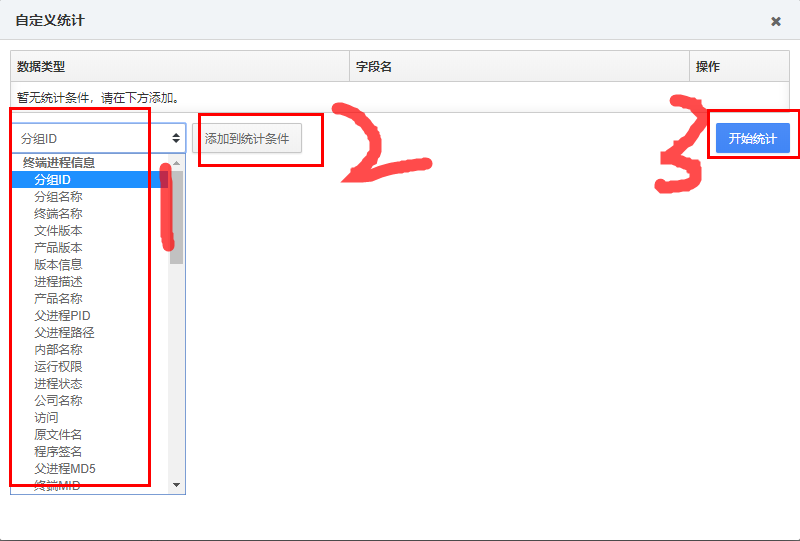 自定义统计
数据类型 字段名 操作
暂无统计条件，请在下方添加。
分组ID 添加到统计条件 开始统计
终端进程信息
分组ID
分组名称
终端名称
文件版本
产品版本
版本信息
进程描述
产品名称
父进程PID
父进程路径
内部名称
运行权限
进程状态
公司名称
访问
原文件名
程序签名
父进程MD5
终端MID
1
2
3